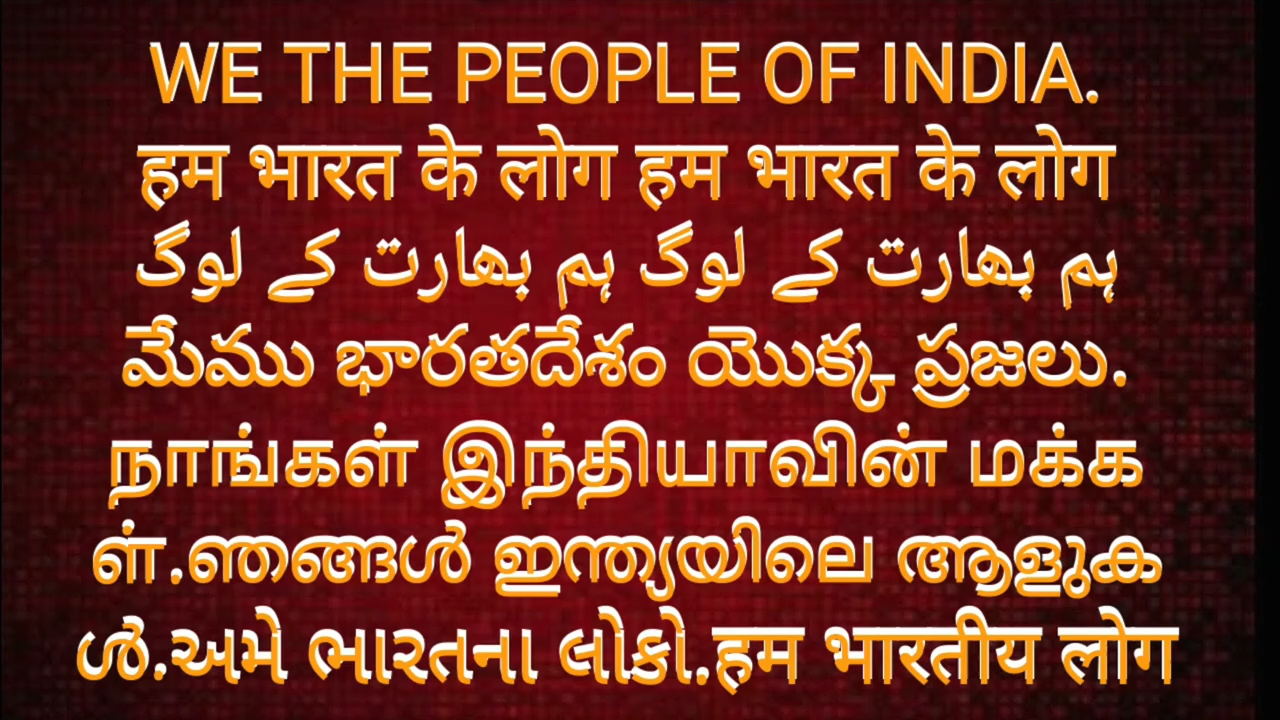 WE THE PEOPLE OF INDIA.
हम भारत के लोग हम भारत के लोग
ہم بھارت کے لوگ ہم بھارت کے لوگ
మేము భారతదేశం యొక్క ప్రజలు.
நாங்கள் இந்தியாவின் மக்க
ள்.ഞങ്ങൾ ഇന്ത്യയിലെ ആളുക
ൾ.અમે ભારતના લોકો.हम भारतीय लोग